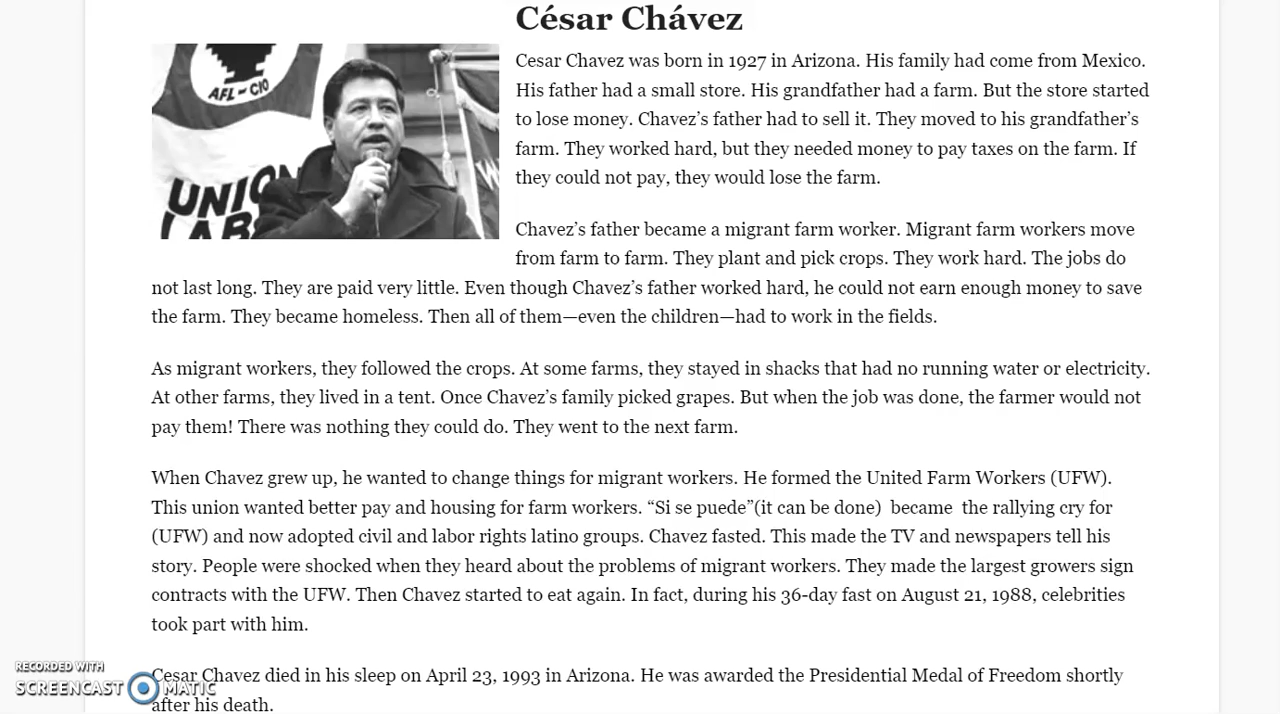 César Chávez
AFL-CIO
UNION
Cesar Chavez was born in 1927 in Arizona. His family had come from Mexico.
His father had a small store. His grandfather had a farm. But the store started
to lose money. Chavez’s father had to sell it. They moved to his grandfather’s
farm. They worked hard, but they needed money to pay taxes on the farm. If
they could not pay, they would lose the farm.
Chavez’s father became a migrant farm worker. Migrant farm workers move
from farm to farm. They plant and pick crops. They work hard. The jobs do
not last long. They are paid very little. Even though Chavez’s father worked hard, he could not earn enough money to save
the farm. They became homeless. Then all of them—even the children—had to work in the fields.
As migrant workers, they followed the crops. At some farms, they stayed in shacks that had no running water or electricity.
At other farms, they lived in a tent. Once Chavez’s family picked grapes. But when the job was done, the farmer would not
pay them! There was nothing they could do. They went to the next farm.
When Chavez grew up, he wanted to change things for migrant workers. He formed the United Farm Workers (UFW).
This union wanted better pay and housing for farm workers. “Si se puede”(it can be done)  became  the rallying cry for
(UFW) and now adopted civil and labor rights latino groups. Chavez fasted. This made the TV and newspapers tell his
story. People were shocked when they heard about the problems of migrant workers. They made the largest growers sign
contracts with the UFW. Then Chavez started to eat again. In fact, during his 36-day fast on August 21, 1988, celebrities
took part with him.
Cesar Chavez died in his sleep on April 23, 1993 in Arizona. He was awarded the Presidential Medal of Freedom shortly
after his death.
RECORDED WITH
SCREENCAST MATIC